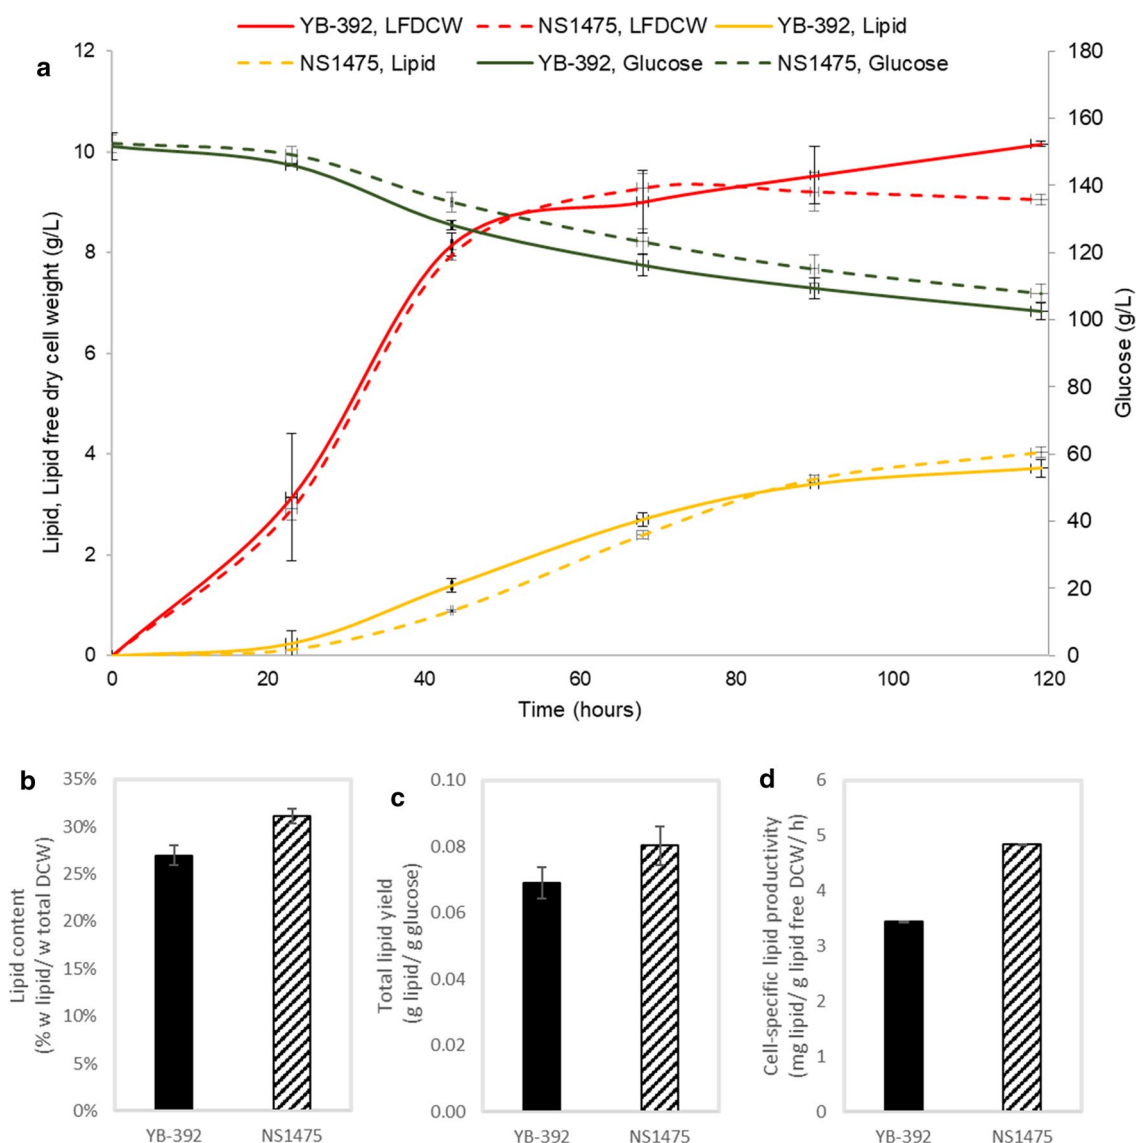 YB-392, LFDCW NS1475, LFDCW YB-392, Lipid
NS1475, Lipid YB-392, Glucose NS1475, Glucose
a
12
10
8
6
4
2
0
Lipid, Lipid free dry cell weight (g/L)
180
160
140
120
100
80
60
40
20
0
Glucose (g/L)
0 20 40 60 80 100 120
Time (hours)
b
35%
30%
25%
20%
15%
10%
5%
0%
Lipid content
(% w lipid/ w total DCW)
YB-392 NS1475
c
0.10
0.08
0.06
0.04
0.02
0.00
Total lipid yield
(g lipid/ g glucose)
YB-392 NS1475
d
6
5
4
3
2
1
0
Cell-specific lipid productivity
(mg lipid/ g lipid free DCW/ h)
YB-392 NS1475